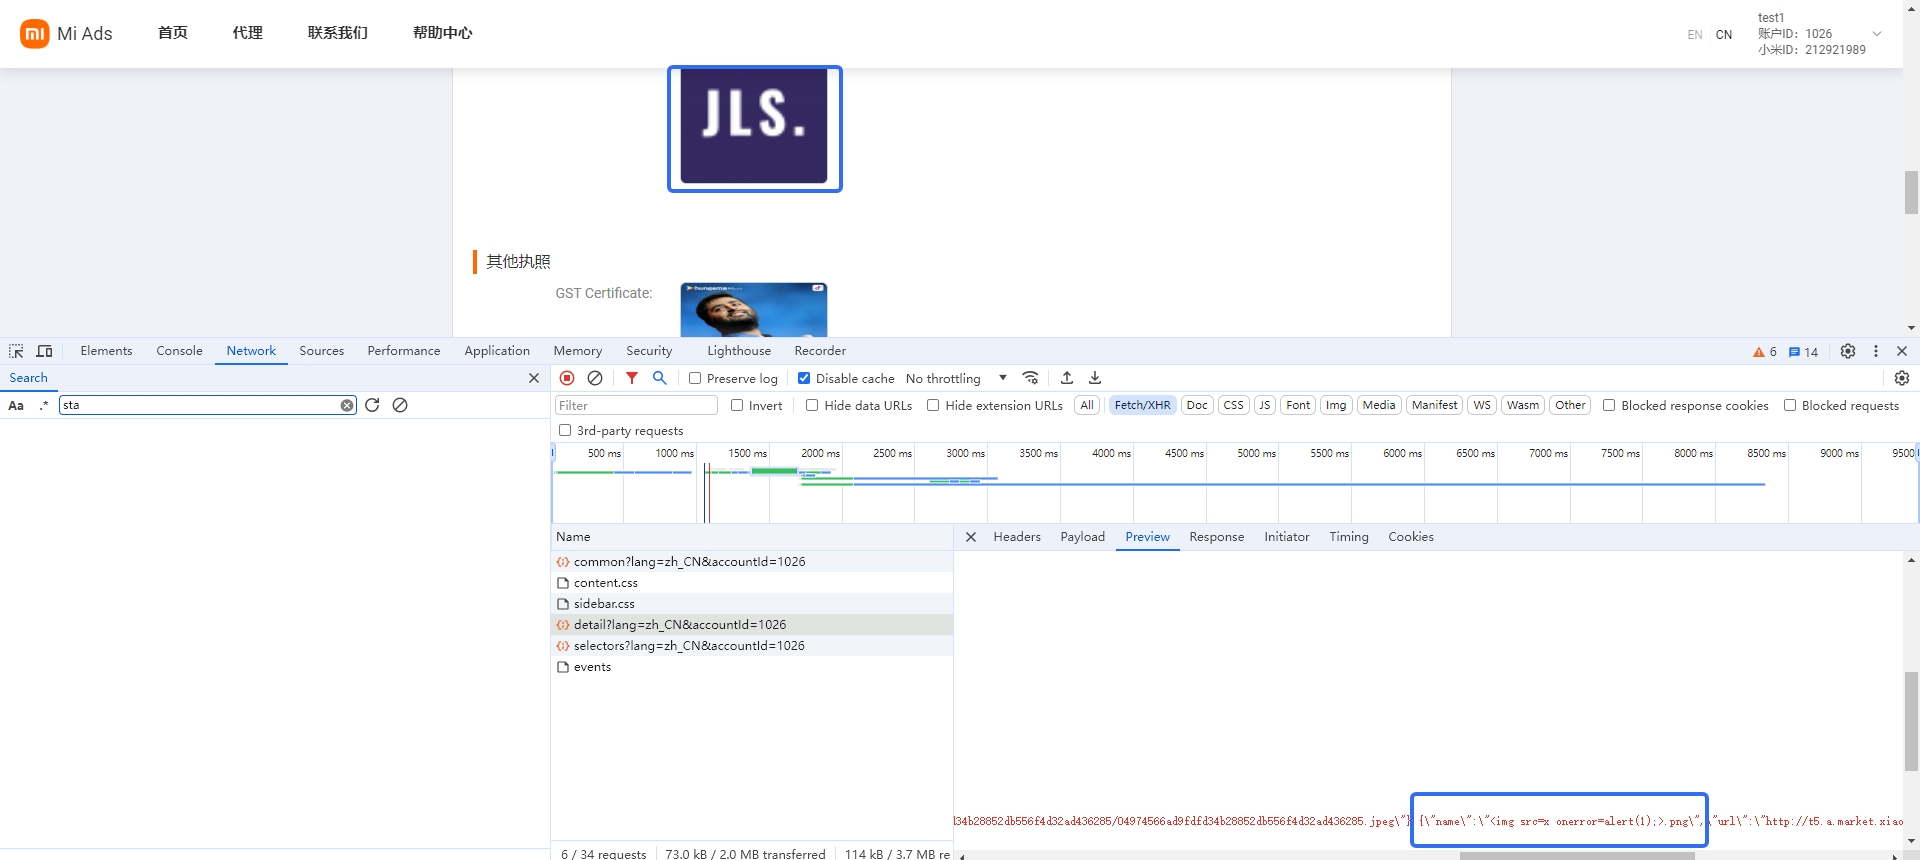 mi Mi Ads 首页 代理 联系我们 帮助中心 EN CN
test1
账户ID: 1026
小米ID: 212921989
JLS.
其他执照
GST Certificate:
hungama
Elements Console Network Sources Performance Application Memory Security Lighthouse Recorder 6 14
Search
Preserve log Disable cache No throttling
Aa .* sta
Filter Invert Hide data URLs Hide extension URLs All Fetch/XHR Doc CSS JS Font Img Media Manifest WS Wasm Other Blocked response cookies Blocked requests
3rd-party requests
500 ms 1000 ms 1500 ms 2000 ms 2500 ms 3000 ms 3500 ms 4000 ms 4500 ms 5000 ms 5500 ms 6000 ms 6500 ms 7000 ms 7500 ms 8000 ms 8500 ms 9000 ms 9500
Name
Headers Payload Preview Response Initiator Timing Cookies
common?lang=zh_CN&accountId=1026
content.css
sidebar.css
detail?lang=zh_CN&accountId=1026
selectors?lang=zh_CN&accountId=1026
events
d34b28852db556f4d32ad436285/04974566ad9fdfd34b28852db556f4d32ad436285.jpeg\"} {\"name\":\"<img src=x onerror=alert(1);>.png\",\"url\":\"http://t5.a.market.xiao
6 / 34 requests 73.0 kB / 2.0 MB transferred 114 kB / 3.7 MB re